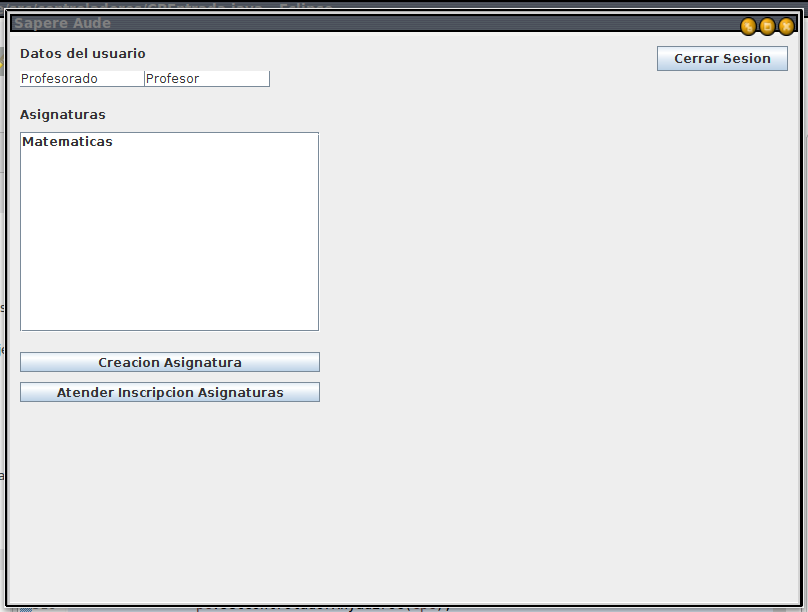 Sapere Aude
Datos del usuario
Cerrar Sesion
Profesorado Profesor
Asignaturas
Matematicas
Creacion Asignatura
Atender Inscripcion Asignaturas